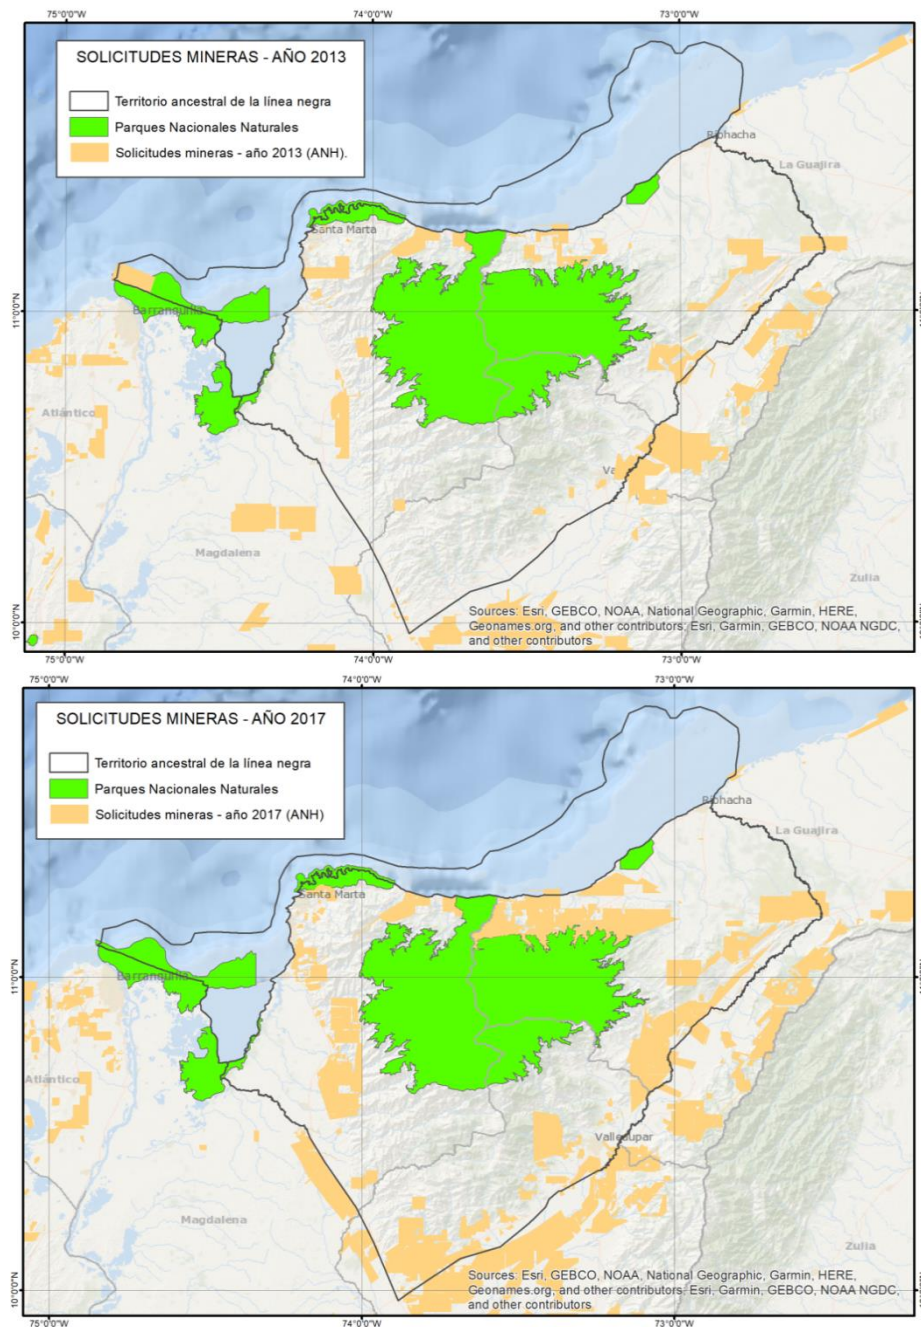 75°0'0"W
74°0'0"W
73°0'0"W
SOLICITUDES MINERAS - AÑO 2013
Territorio ancestral de la línea negra
Parques Nacionales Naturales
Solicitudes mineras - año 2013 (ANH).
Riohacha
La Guajira
Santa Marta
11°0'0"N
Barranquilla
Atlántico
Va
Magdalena
Zulia
10°0'0"N
Sources: Esri, GEBCO, NOAA, National Geographic, Garmin, HERE,
Geonames.org, and other contributors; Esri, Garmin, GEBCO, NOAA NGDC,
and other contributors
75°0'0"W
74°0'0"W
73°0'0"W
75°0'0"W
74°0'0"W
73°0'0"W
SOLICITUDES MINERAS - AÑO 2017
Territorio ancestral de la línea negra
Parques Nacionales Naturales
Solicitudes mineras - año 2017 (ANH)
Riohacha
La Guajira
Santa Marta
Barranquilla
11°0'0"N
Atlántico
Valledupar
Magdalena
Zulia
10°0'0"N
Sources: Esri, GEBCO, NOAA, National Geographic, Garmin, HERE,
Geonames.org, and other contributors; Esri, Garmin, GEBCO, NOAA NGDC,
and other contributors
75°0'0"W
74°0'0"W
73°0'0"W